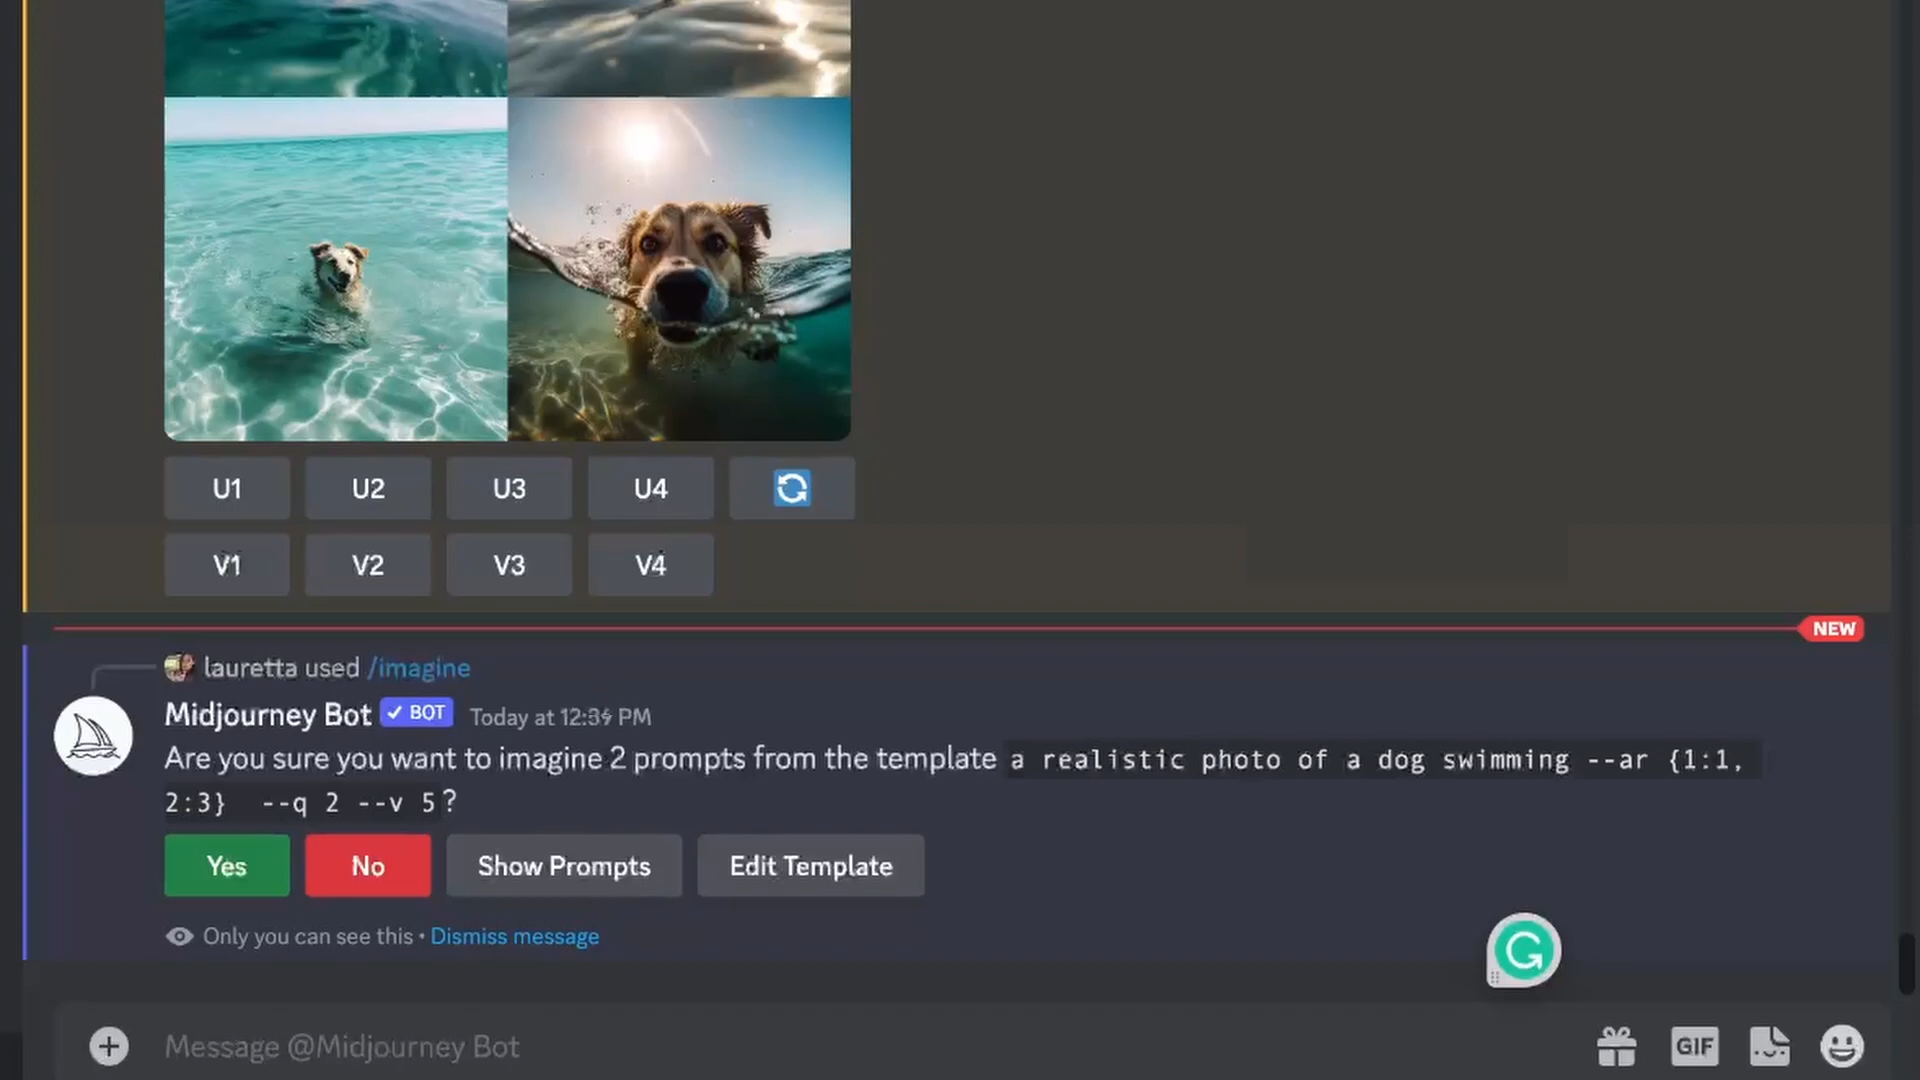 U1 U2 U3 U4
V1 V2 V3 V4
NEW
lauretta used /imagine
Midjourney Bot ✓ BOT Today at PM
Are you sure you want to imagine 2 prompts from the template a realistic photo of a dog swimming --ar {1:1,
2:3}  --q 2 --v 5?
Yes No Show Prompts Edit Template
Only you can see this • Dismiss message
Message @Midjourney Bot
GIF